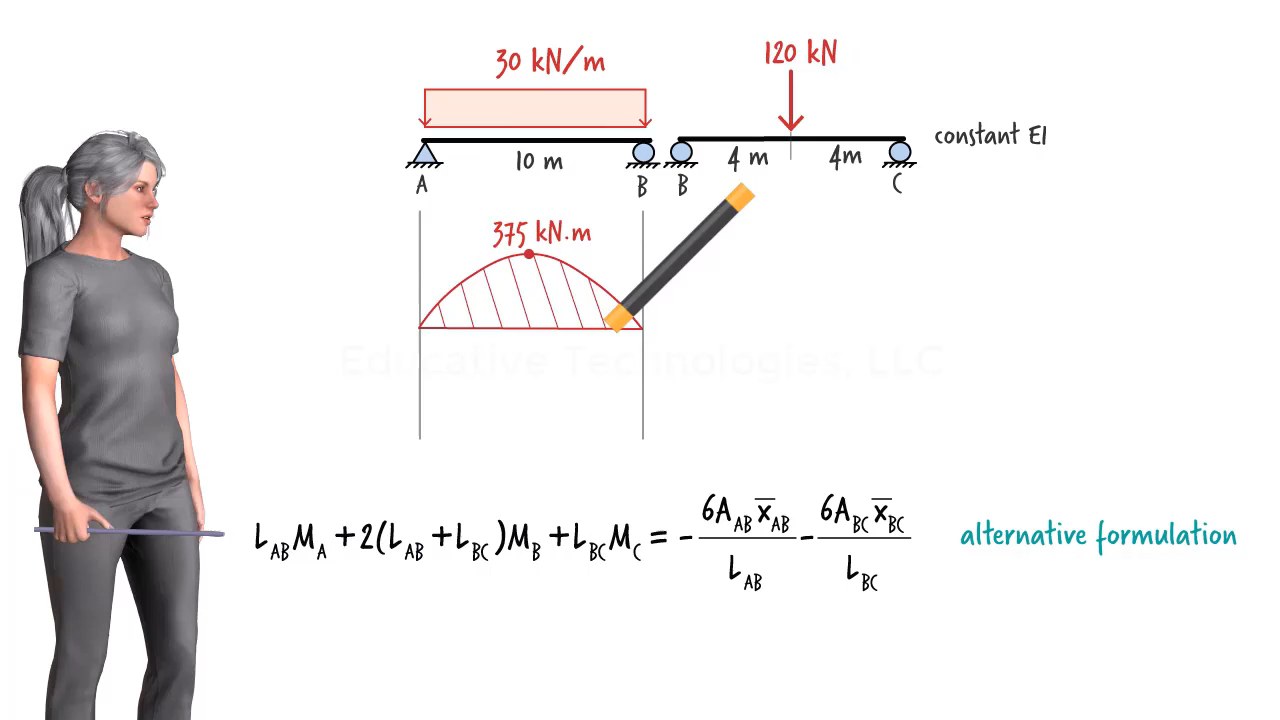 30 kN/m
120 kN
constant EI
10 m
4 m
4m
A
B
B
C
375 kN.m
Educative Technologies, LLC
L_AB M_A + 2(L_AB + L_BC)M_B + L_BC M_C = - 6A_AB x̅_AB / L_AB - 6A_BC x̅_BC / L_BC
alternative formulation